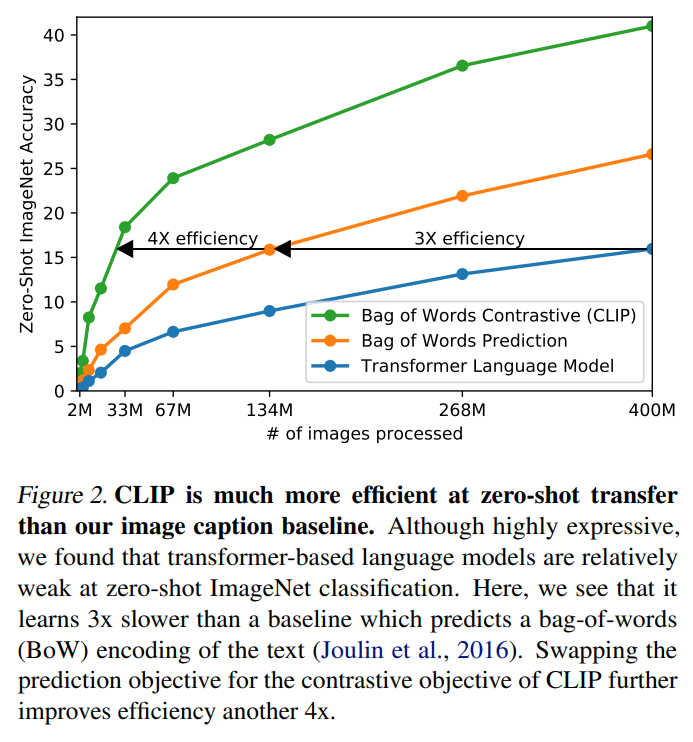 40
35
30
25
20
15
10
5
0
Zero-Shot ImageNet Accuracy
4X efficiency
3X efficiency
Bag of Words Contrastive (CLIP)
Bag of Words Prediction
Transformer Language Model
2M 33M 67M 134M 268M 400M
# of images processed
Figure 2. CLIP is much more efficient at zero-shot transfer
than our image caption baseline. Although highly expressive,
we found that transformer-based language models are relatively
weak at zero-shot ImageNet classification. Here, we see that it
learns 3x slower than a baseline which predicts a bag-of-words
(BoW) encoding of the text (Joulin et al., 2016). Swapping the
prediction objective for the contrastive objective of CLIP further
improves efficiency another 4x.